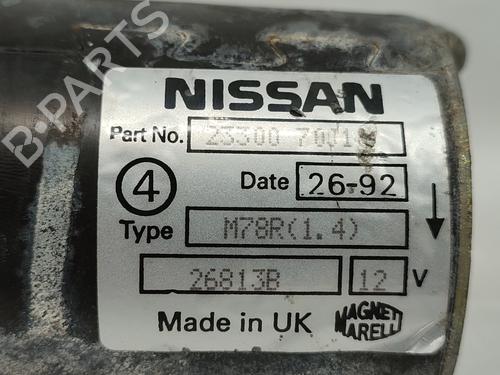 NISSAN
Part No. 23300 70
4 Date 26-92
Type M78R(1.4)
26813B 12 V
Made in UK MAGNETI MARELLI
B-PARTS